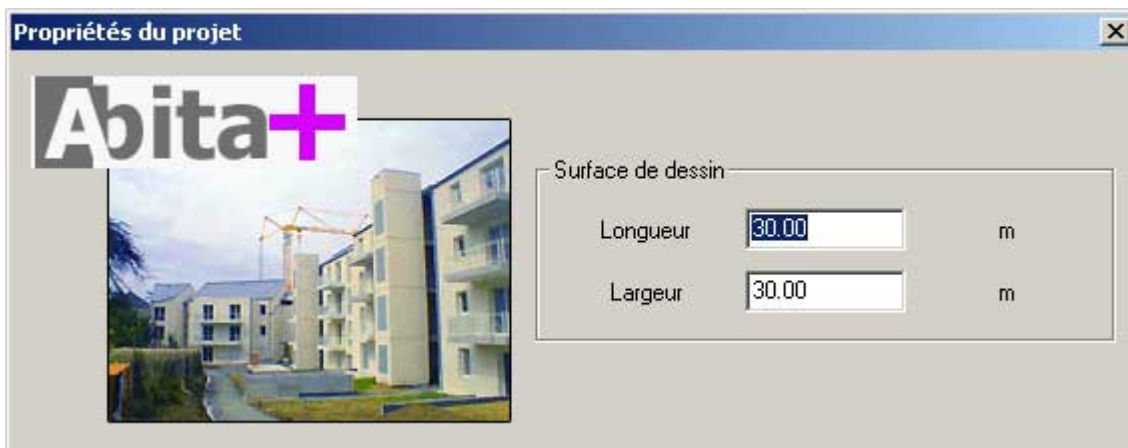 Propriétés du projet
Abita+
Surface de dessin
Longueur 30.00 m
Largeur 30.00 m